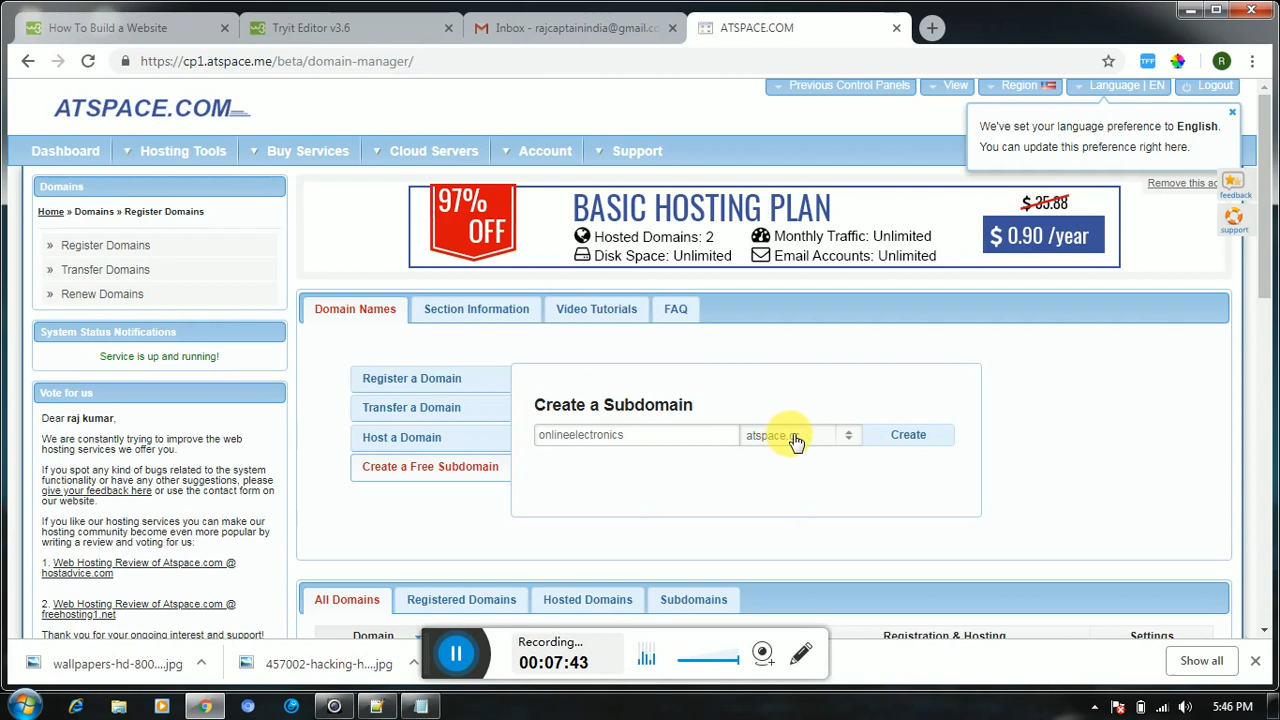 How To Build a Website
Tryit Editor v3.6
Inbox - rajcaptainindia@gmail.co
ATSPACE.COM
https://cp1.atspace.me/beta/domain-manager/
TFF
R
Previous Control Panels
View
Region
Language | EN
Logout
ATSPACE.COM
We've set your language preference to English.
You can update this preference right here.
Dashboard
Hosting Tools
Buy Services
Cloud Servers
Account
Support
Domains
Home » Domains » Register Domains
» Register Domains
» Transfer Domains
» Renew Domains
System Status Notifications
Service is up and running!
Vote for us
Dear raj kumar,
We are constantly trying to improve the web
hosting services we offer you.
If you spot any kind of bugs related to the system
functionality or have any other suggestions, please
give your feedback here or use the contact form on
our website.
If you like our hosting services you can make our
hosting community become even more popular by
writing a review and voting for us:
1. Web Hosting Review of Atspace.com @
hostadvice.com
2. Web Hosting Review of Atspace.com @
freehosting1.net
Thank you for your ongoing interest and support!
Remove this
feedback
support
97%
OFF
BASIC HOSTING PLAN
Hosted Domains: 2
Monthly Traffic: Unlimited
Disk Space: Unlimited
Email Accounts: Unlimited
$ 35.88
$ 0.90 /year
Domain Names
Section Information
Video Tutorials
FAQ
Register a Domain
Transfer a Domain
Host a Domain
Create a Free Subdomain
Create a Subdomain
onlineelectronics
Create
All Domains
Registered Domains
Hosted Domains
Subdomains
Domain
Registration & Hosting
Settings
Recording...
00:07:43
wallpapers-hd-800....jpg
457002-hacking-h....jpg
Show all
5:46 PM